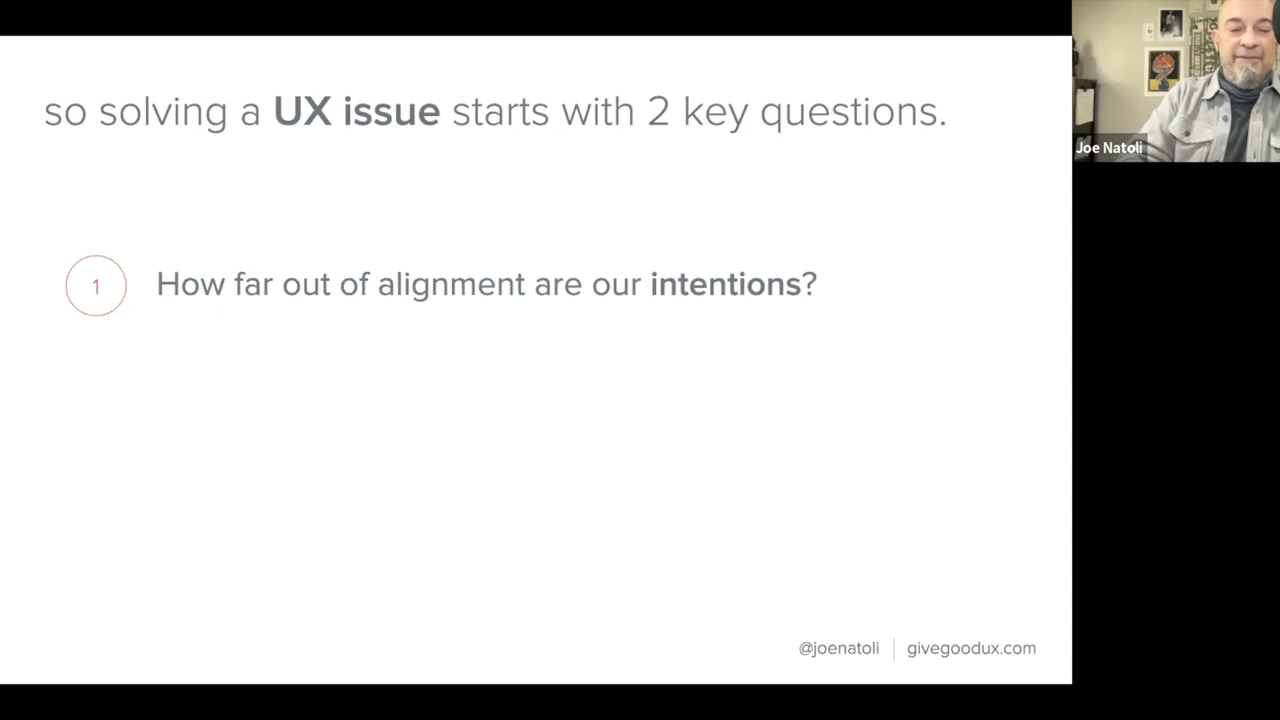 so solving a UX issue starts with 2 key questions.
1 How far out of alignment are our intentions?
@joenatoli | givegoodux.com
Joe Natoli